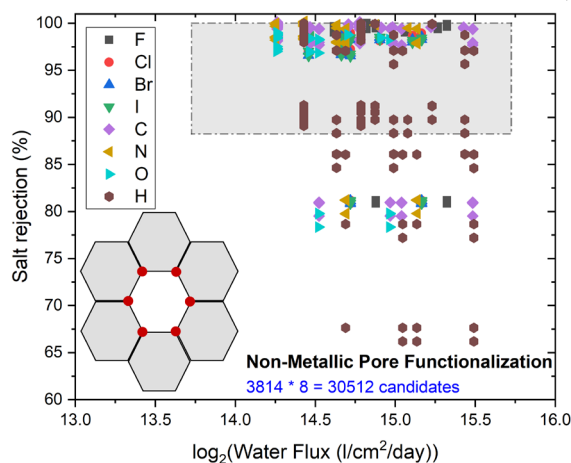 Salt rejection (%)
100
95
90
85
80
75
70
65
60
F
Cl
Br
I
C
N
O
H
Non-Metallic Pore Functionalization
3814 * 8 = 30512 candidates
13.0 13.5 14.0 14.5 15.0 15.5 16.0
log₂(Water Flux (l/cm²/day))